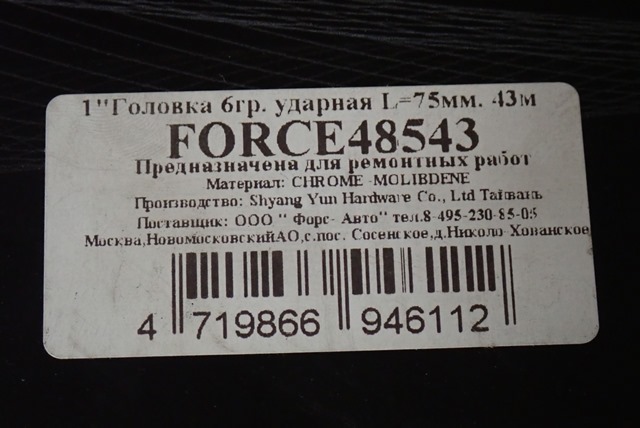 1"Головка 6гр. ударная L=75мм. 43м
FORCE48543
Предназначена для ремонтных работ
Материал: CHROME -MOLIBDENE
Производство: Shyang Yun Hardware Co., Ltd Тайвань
Поставщик: ООО " Форс- Авто" тел.8-495-230-85-05
Москва,НовомосковскийАО,с.пос. Сосенское,д.Николо-Хованское
4 719866 946112